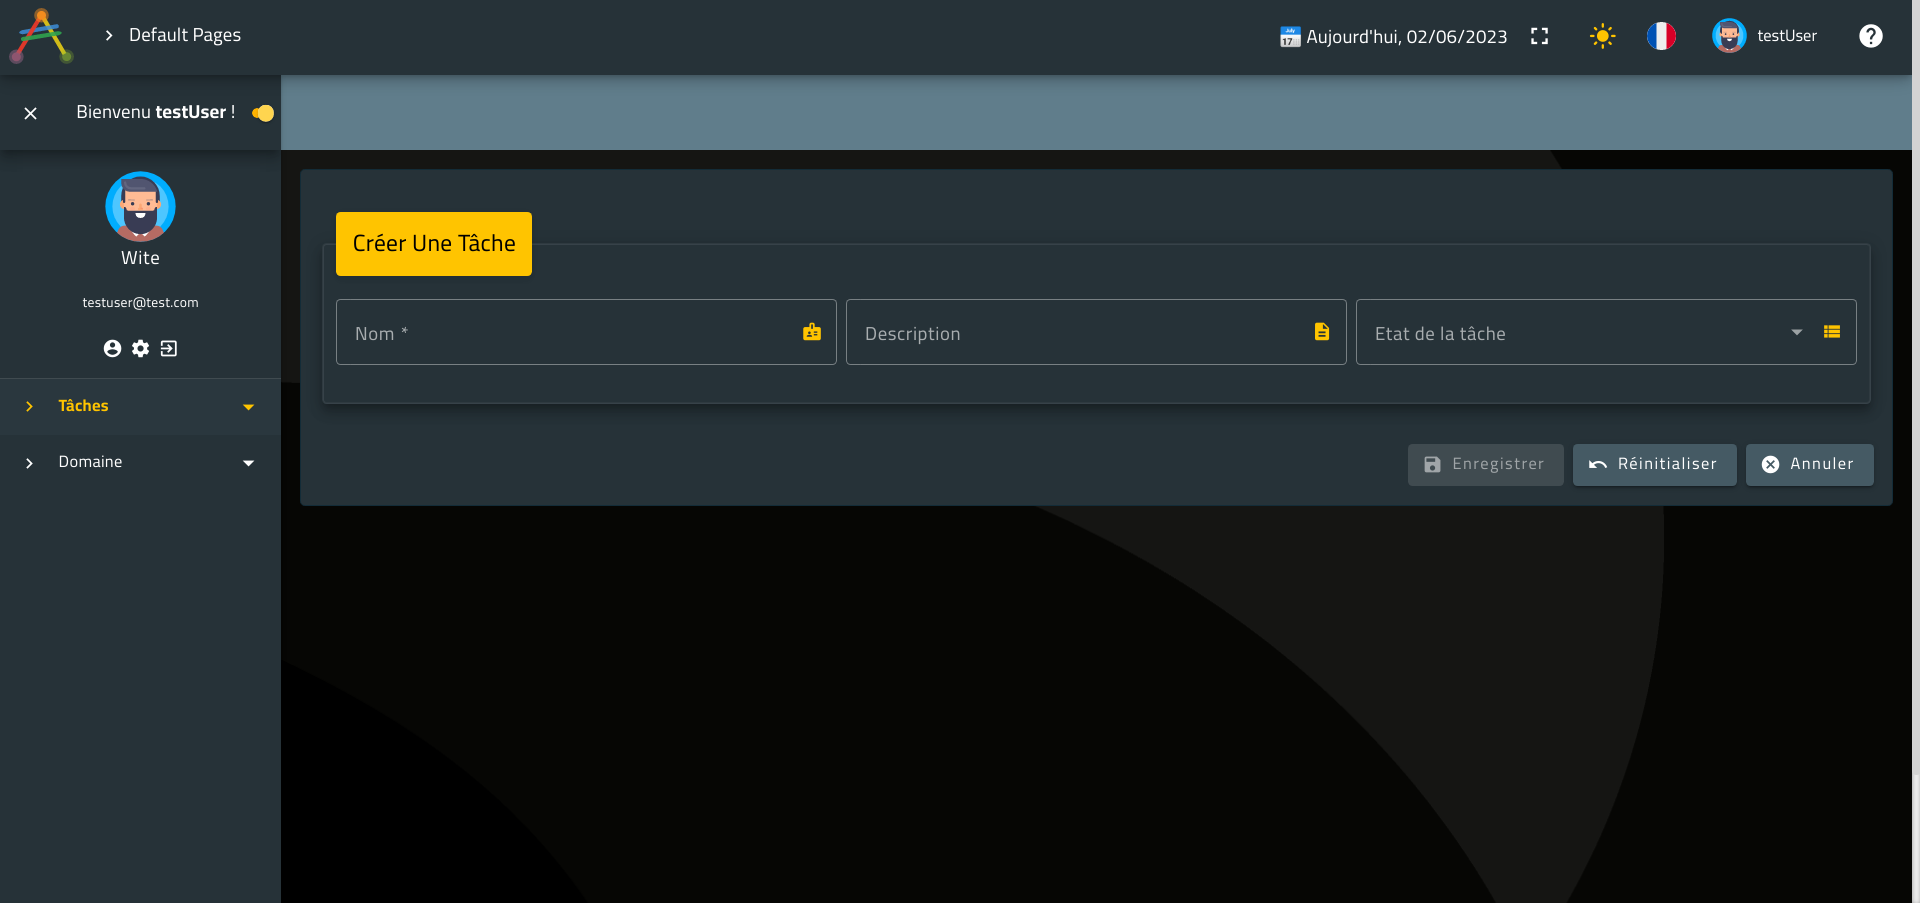 Default Pages
Aujourd'hui, 02/06/2023
testUser
Bienvenu testUser !
Wite
testuser@test.com
Tâches
Domaine
Créer Une Tâche
Nom *
Description
Etat de la tâche
Enregistrer
Réinitialiser
Annuler